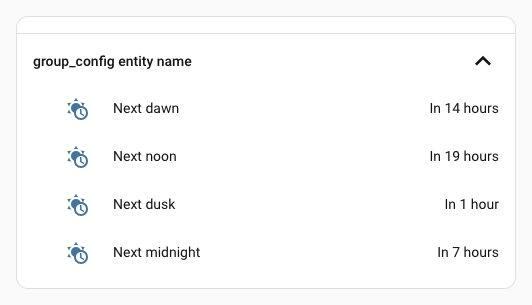 group_config entity name
Next dawn In 14 hours
Next noon In 19 hours
Next dusk In 1 hour
Next midnight In 7 hours